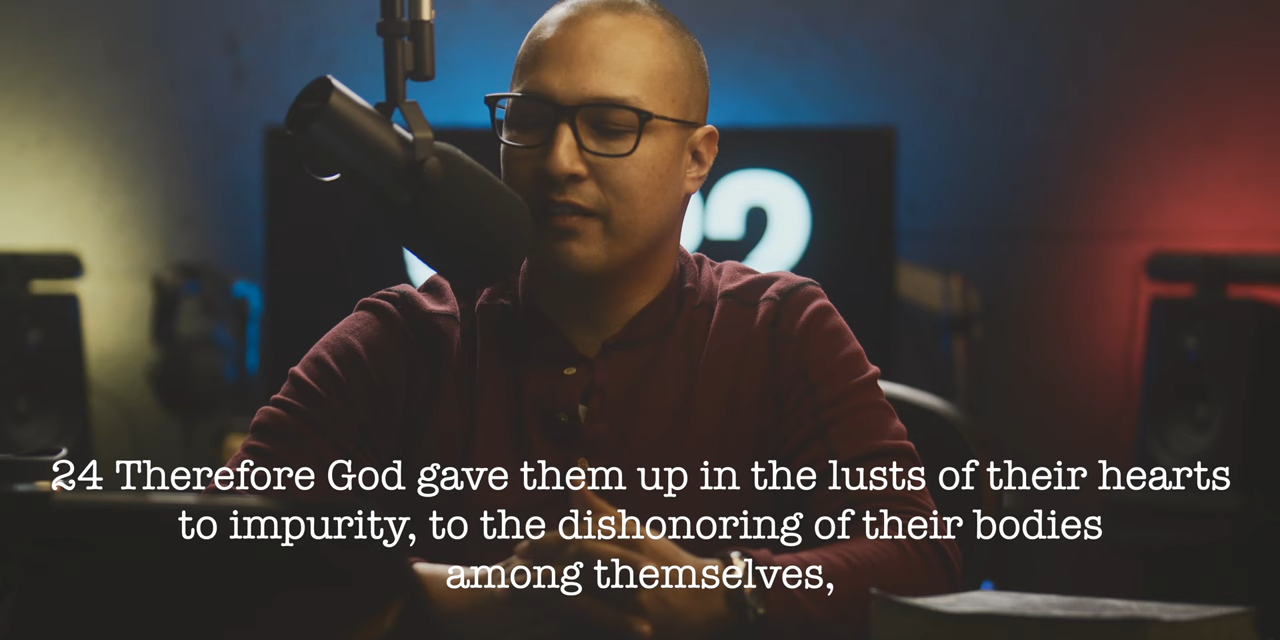 22
24 Therefore God gave them up in the lusts of their hearts
to impurity, to the dishonoring of their bodies
among themselves,